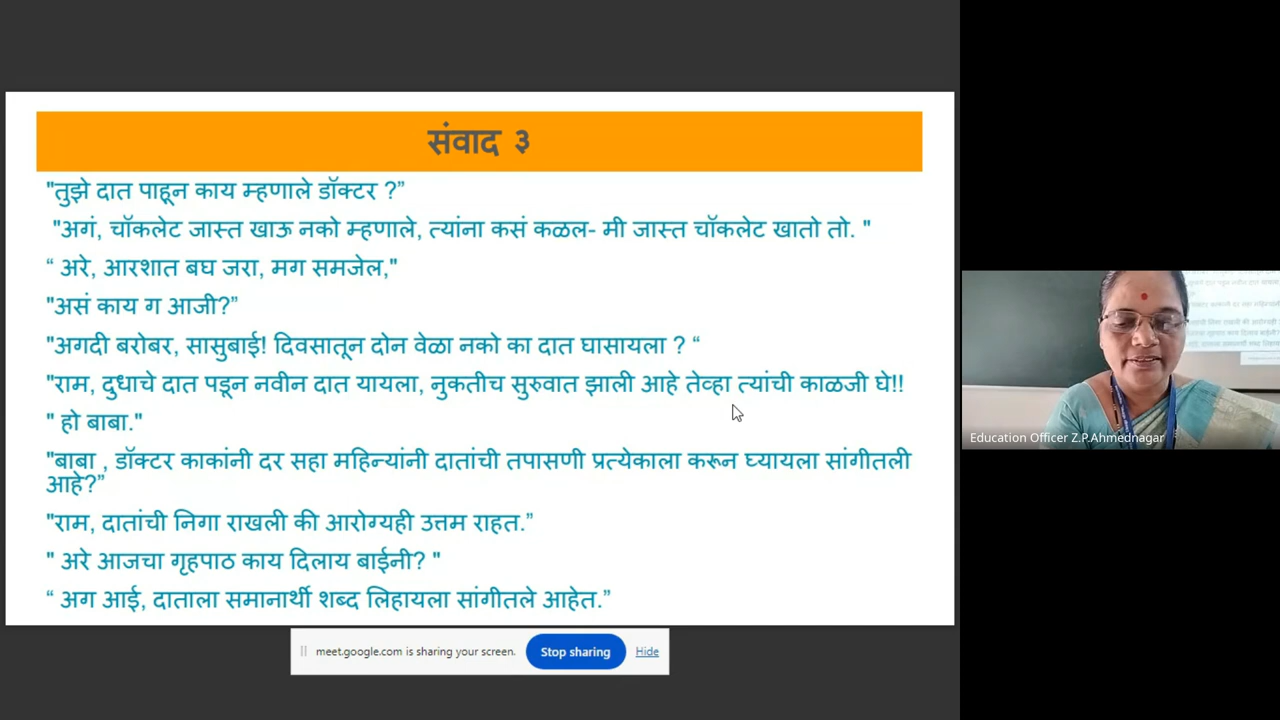 संवाद ३
"तुझे दात पाहून काय म्हणाले डॉक्टर ?”
"अगं, चॉकलेट जास्त खाऊ नको म्हणाले, त्यांना कसं कळल- मी जास्त चॉकलेट खातो तो. "
“ अरे, आरशात बघ जरा, मग समजेल,"
"असं काय ग आजी?”
"अगदी बरोबर, सासुबाई! दिवसातून दोन वेळा नको का दात घासायला ? “
"राम, दुधाचे दात पडून नवीन दात यायला, नुकतीच सुरुवात झाली आहे तेव्हा त्यांची काळजी घे!!
" हो बाबा."
"बाबा , डॉक्टर काकांनी दर सहा महिन्यांनी दातांची तपासणी प्रत्येकाला करून घ्यायला सांगीतली
आहे?”
"राम, दातांची निगा राखली की आरोग्यही उत्तम राहत.”
" अरे आजचा गृहपाठ काय दिलाय बाईनी? "
“ अग आई, दाताला समानार्थी शब्द लिहायला सांगीतले आहेत.”
meet.google.com is sharing your screen.
Stop sharing
Hide
Education Officer Z.P.Ahmednagar